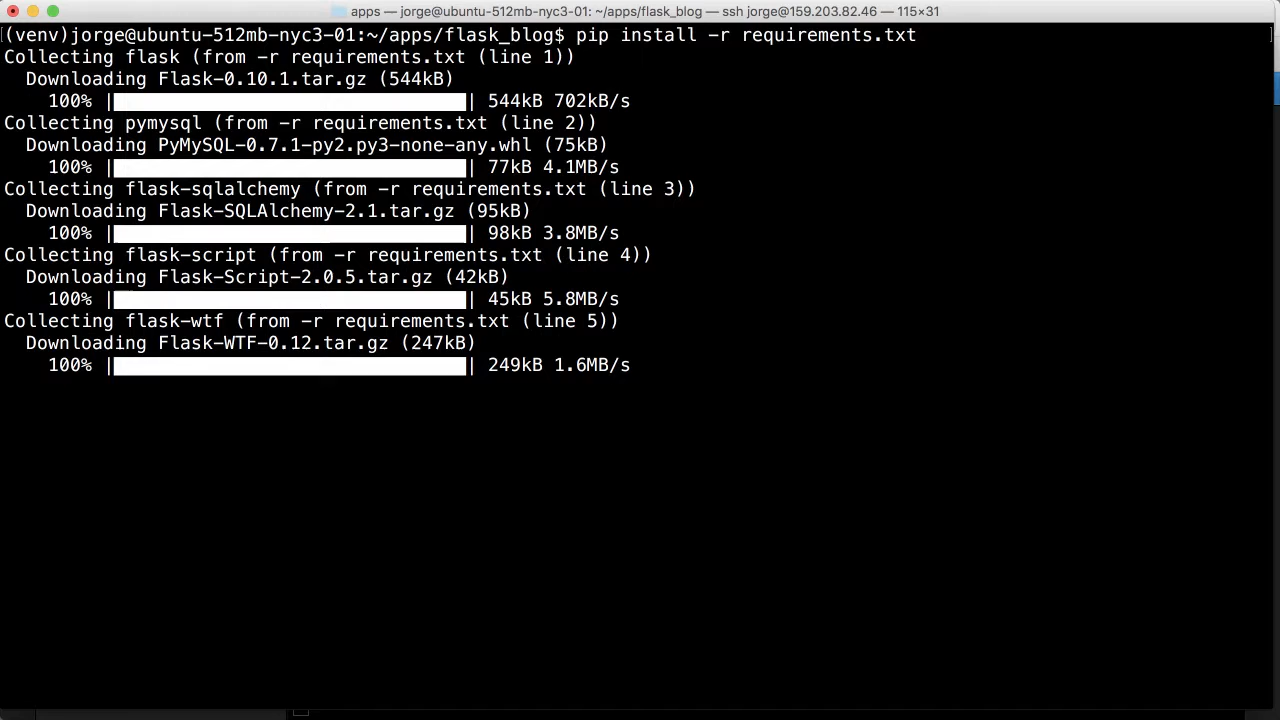 apps — jorge@ubuntu-512mb-nyc3-01: ~/apps/flask_blog — ssh jorge@159.203.82.46 — 115×31
(venv)jorge@ubuntu-512mb-nyc3-01:~/apps/flask_blog$ pip install -r requirements.txt
Collecting flask (from -r requirements.txt (line 1))
  Downloading Flask-0.10.1.tar.gz (544kB)
    100% |████████████████████████████████| 544kB 702kB/s
Collecting pymysql (from -r requirements.txt (line 2))
  Downloading PyMySQL-0.7.1-py2.py3-none-any.whl (75kB)
    100% |████████████████████████████████| 77kB 4.1MB/s
Collecting flask-sqlalchemy (from -r requirements.txt (line 3))
  Downloading Flask-SQLAlchemy-2.1.tar.gz (95kB)
    100% |████████████████████████████████| 98kB 3.8MB/s
Collecting flask-script (from -r requirements.txt (line 4))
  Downloading Flask-Script-2.0.5.tar.gz (42kB)
    100% |████████████████████████████████| 45kB 5.8MB/s
Collecting flask-wtf (from -r requirements.txt (line 5))
  Downloading Flask-WTF-0.12.tar.gz (247kB)
    100% |████████████████████████████████| 249kB 1.6MB/s